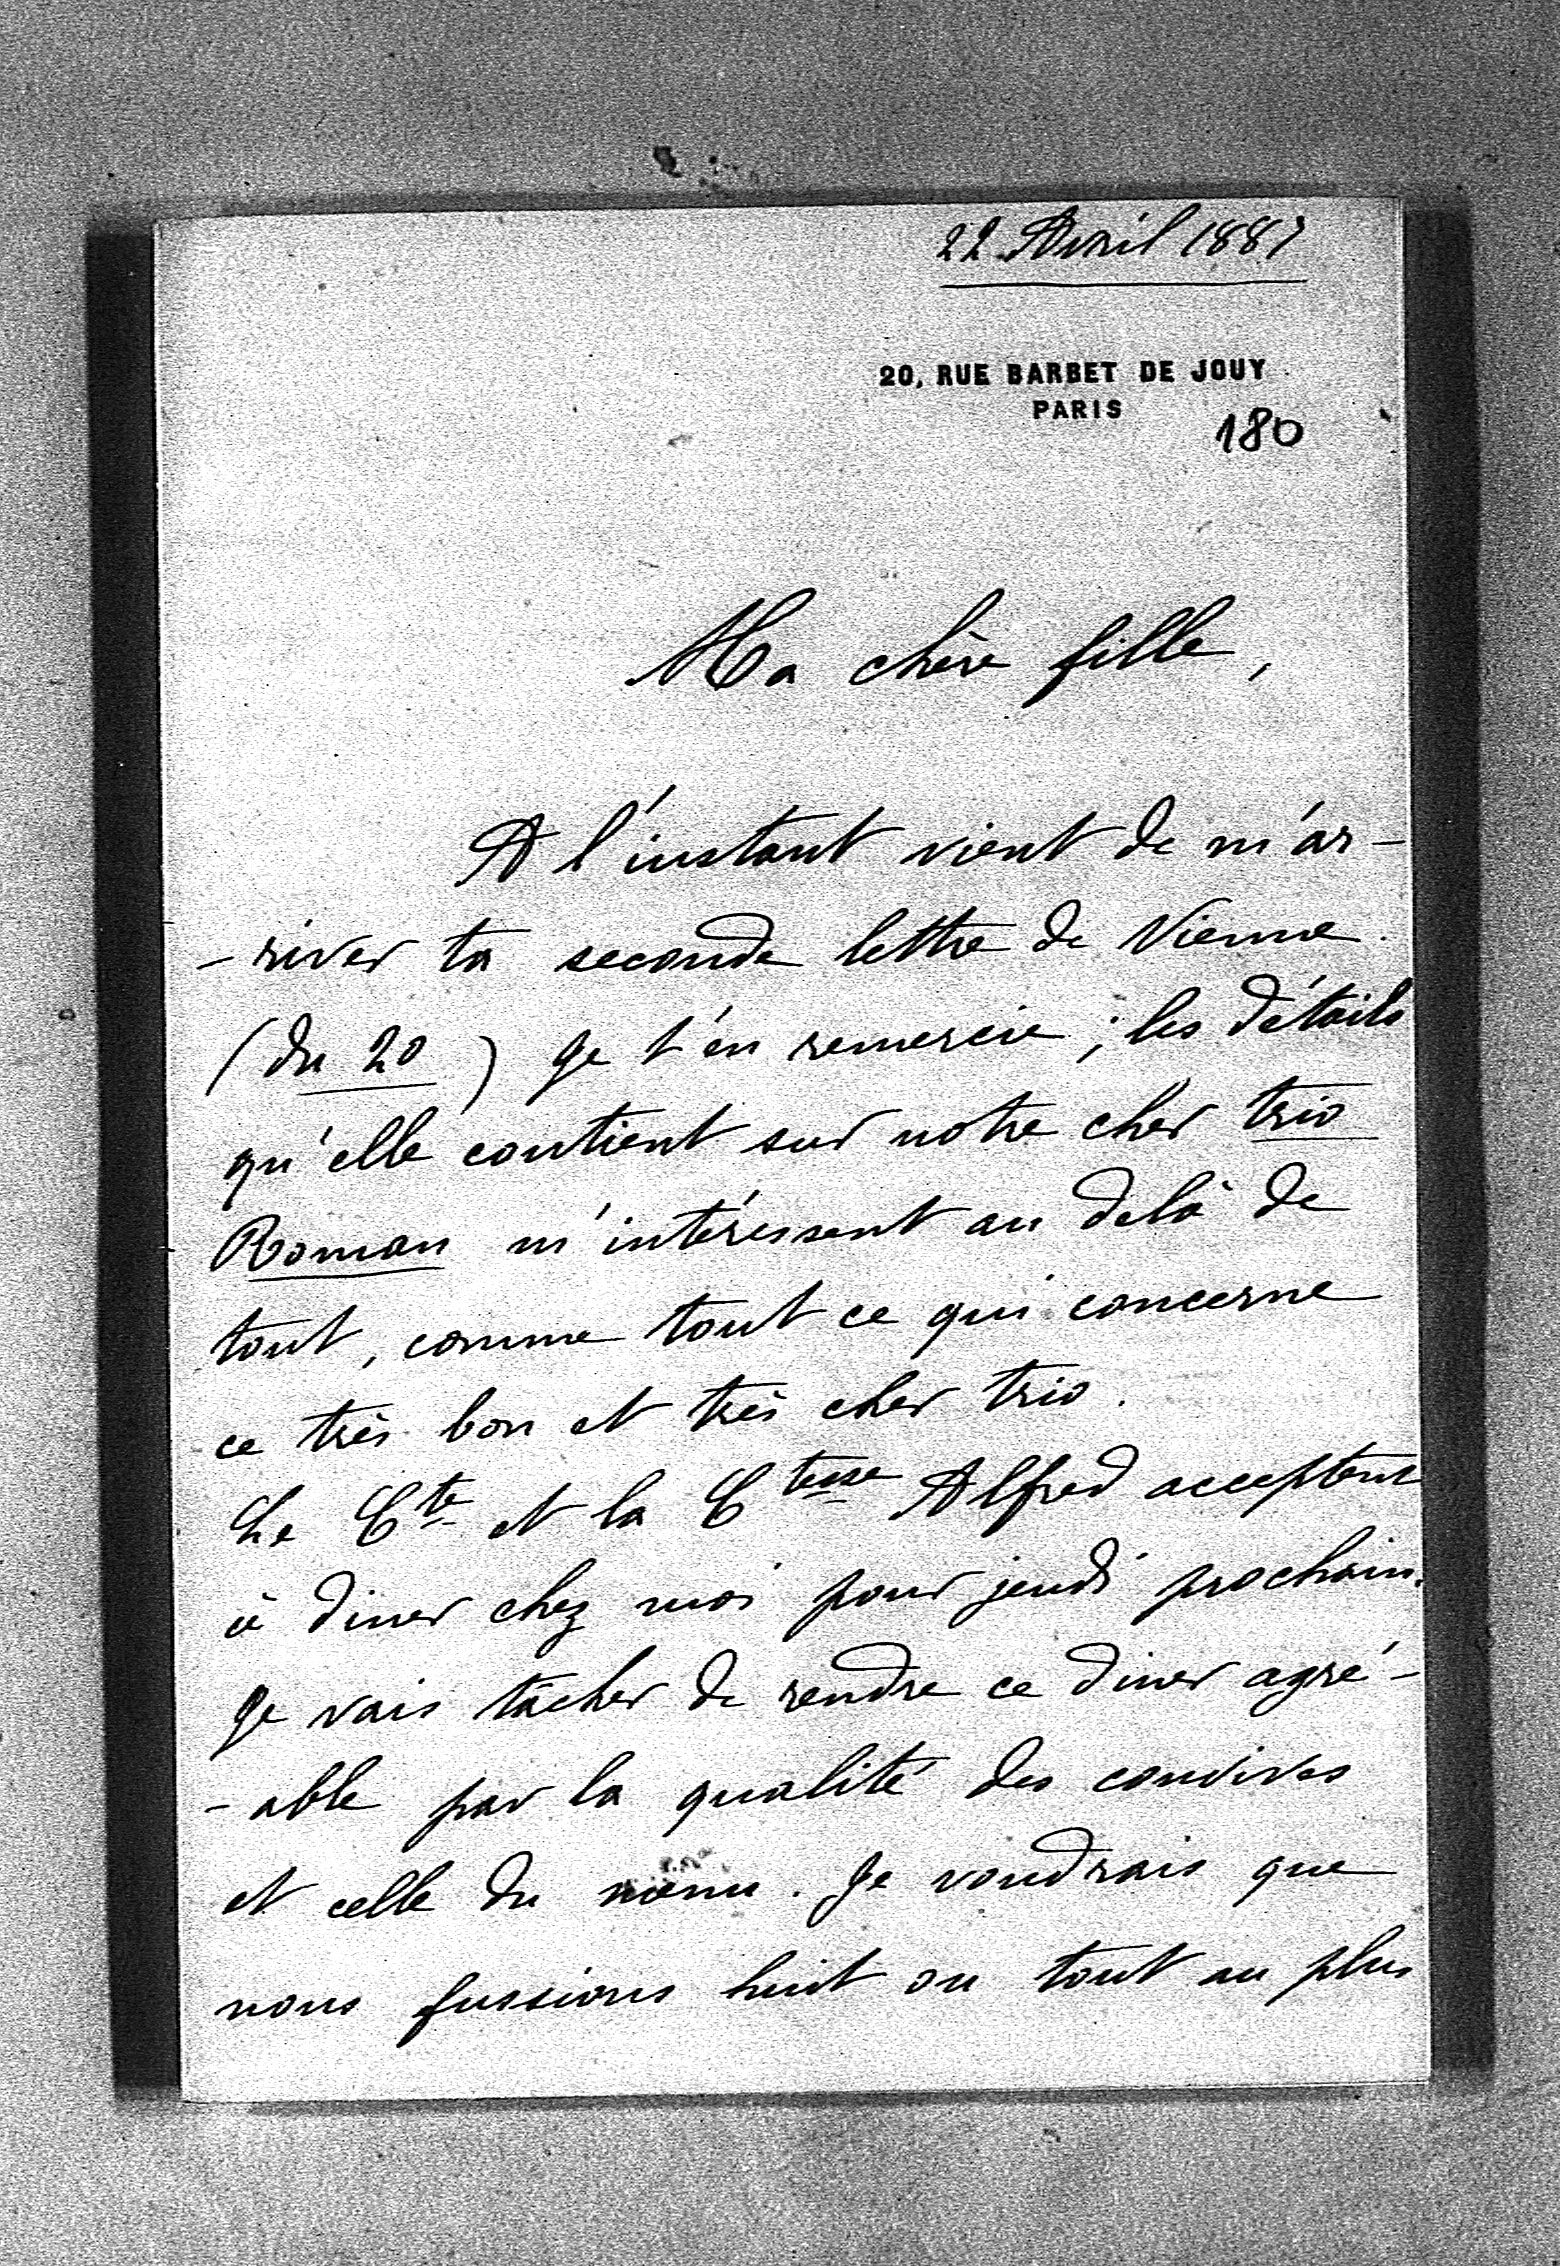 22 Avril 1887
20, RUE BARBET DE JOUY
PARIS
180
Ma chère fille,
A l'instant vient de m'ar-
-river ta seconde lettre de Vienne.
(du 20) Je t'en remercie; les détails
qu'elle contient sur notre cher trio
Roman m'intéressent au delà de
tout, comme tout ce qui concerne
ce très bon et très cher trio.
Le Cte et la Ctesse Alfred acceptent
à diner chez moi pour jeudi prochain.
Je vais tâcher de rendre ce diner agré-
-able par la qualité des convives
et celle du menu. Je voudrais que
nous fussions huit ou tout au plus